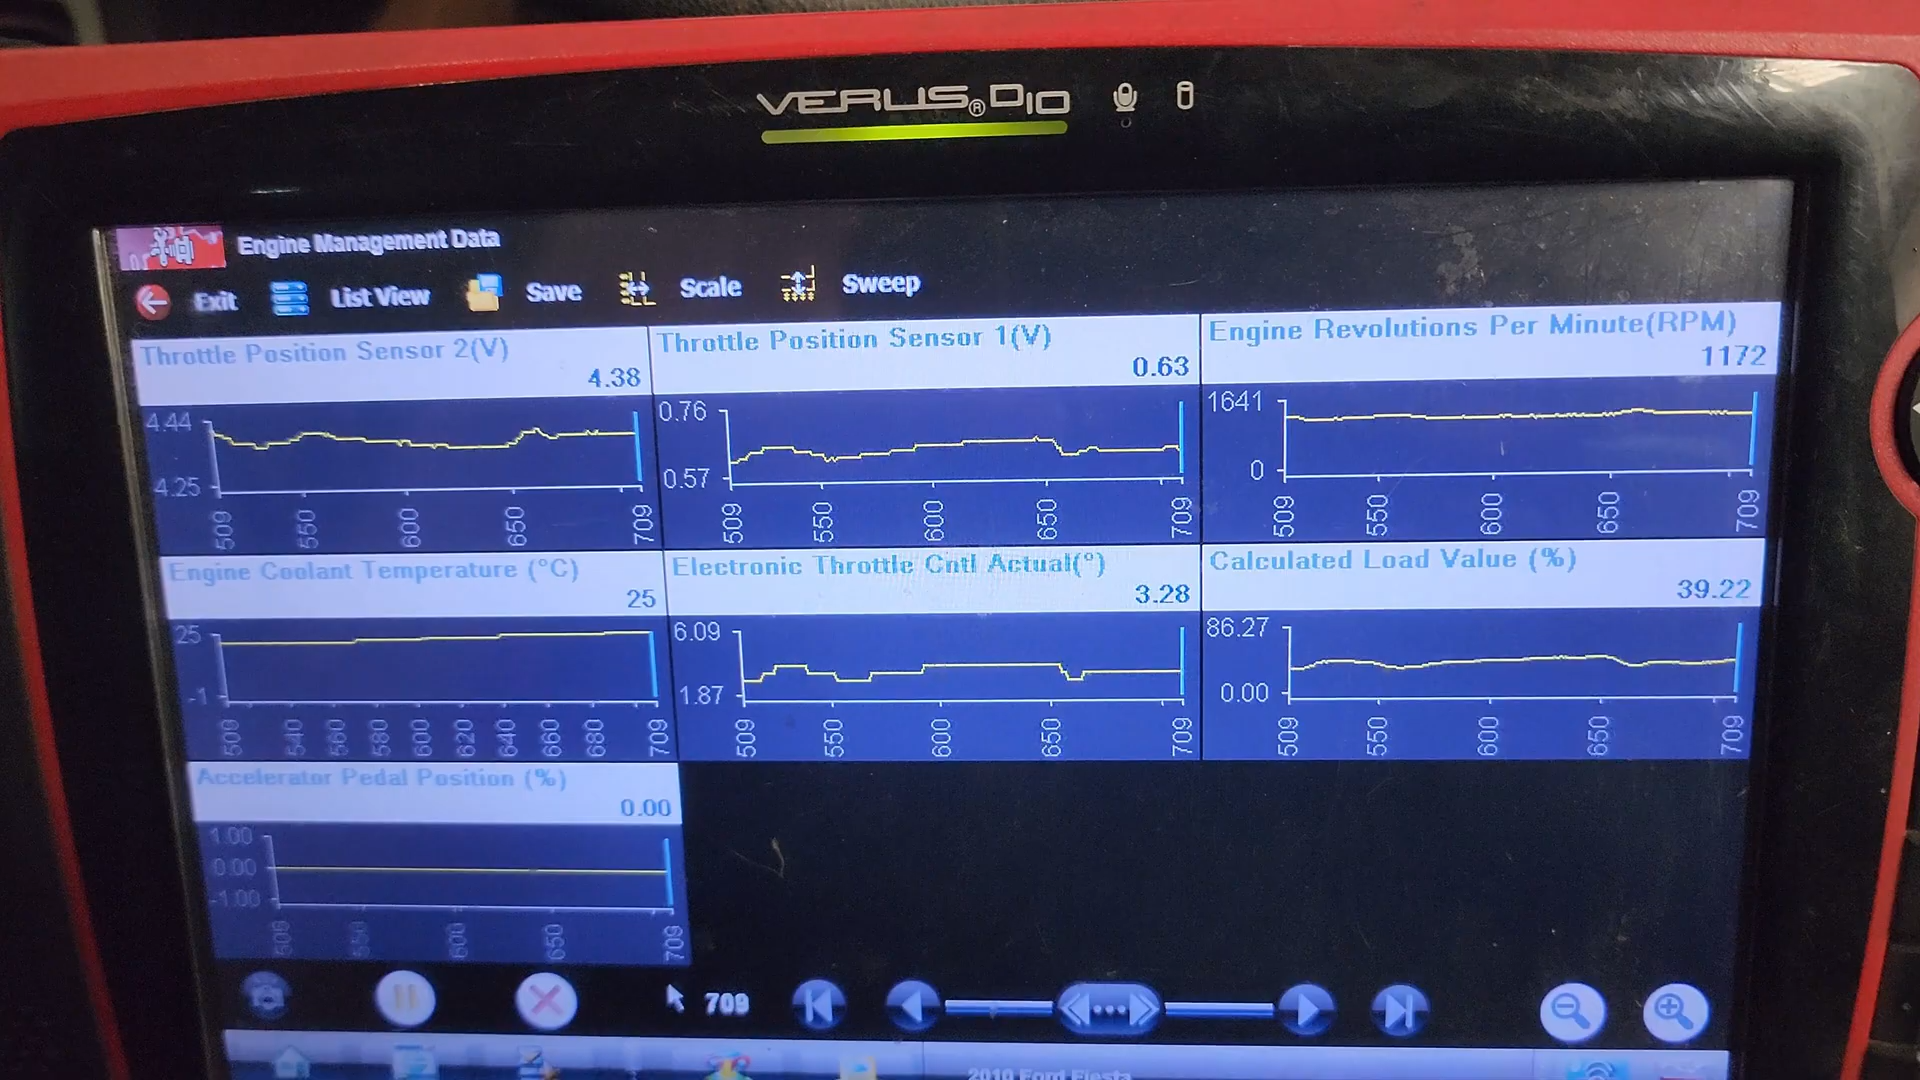 VERUS® D10
Engine Management Data
Exit List View Save Scale Sweep
Throttle Position Sensor 2(V)
4.38
4.44
4.25
509 550 600 650 709
Throttle Position Sensor 1(V)
0.63
0.76
0.57
509 550 600 650 709
Engine Revolutions Per Minute(RPM)
1172
1641
0
509 550 600 650 709
Engine Coolant Temperature (°C)
25
25
-1
509 540 560 580 600 620 640 660 680 709
Electronic Throttle Cntl Actual(°)
3.28
6.09
1.87
509 550 600 650 709
Calculated Load Value (%)
39.22
86.27
0.00
509 550 600 650 709
Accelerator Pedal Position (%)
0.00
1.00
0.00
-1.00
509 550 600 650 709
709
2010 Ford Fiesta